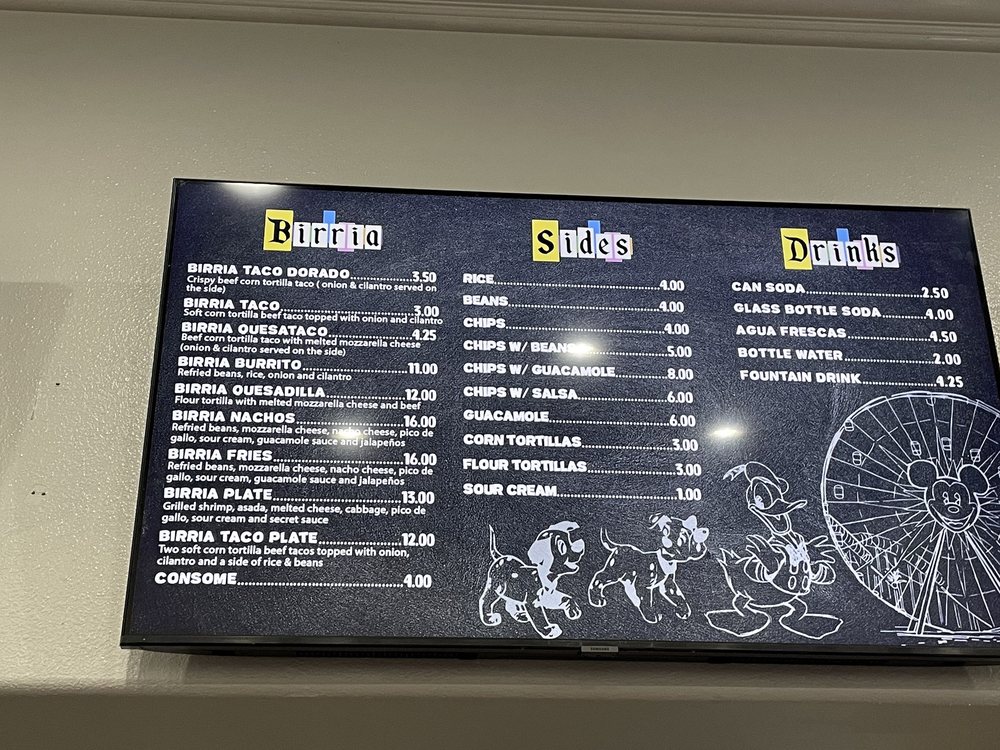 Birria
BIRRIA TACO DORADO....................3.50
Crispy beef corn tortilla taco ( onion & cilantro served on
the side)
BIRRIA TACO....................3.00
Soft corn tortilla beef taco topped with onion and cilantro
BIRRIA QUESATACO....................4.25
Beef corn tortilla taco with melted mozzarella cheese
(onion & cilantro served on the side)
BIRRIA BURRITO....................11.00
Refried beans, rice, onion and cilantro
BIRRIA QUESADILLA....................12.00
Flour tortilla with melted mozzarella cheese and beef
BIRRIA NACHOS....................16.00
Refried beans, mozzarella cheese, nacho cheese, pico de
gallo, sour cream, guacamole sauce and jalapeños
BIRRIA FRIES....................16.00
Refried beans, mozzarella cheese, nacho cheese, pico de
gallo, sour cream, guacamole sauce and jalapeños
BIRRIA PLATE....................13.00
Grilled shrimp, asada, melted cheese, cabbage, pico de
gallo, sour cream and secret sauce
BIRRIA TACO PLATE....................12.00
Two soft corn tortilla beef tacos topped with onion,
cilantro and a side of rice & beans
CONSOME....................4.00
Sides
RICE....................4.00
BEANS....................4.00
CHIPS....................4.00
CHIPS W/ BEANS....................5.00
CHIPS W/ GUACAMOLE....................8.00
CHIPS W/ SALSA....................6.00
GUACAMOLE....................6.00
CORN TORTILLAS....................3.00
FLOUR TORTILLAS....................3.00
SOUR CREAM....................1.00
Drinks
CAN SODA....................2.50
GLASS BOTTLE SODA....................4.00
AGUA FRESCAS....................4.50
BOTTLE WATER....................2.00
FOUNTAIN DRINK....................4.25
SAMSUNG